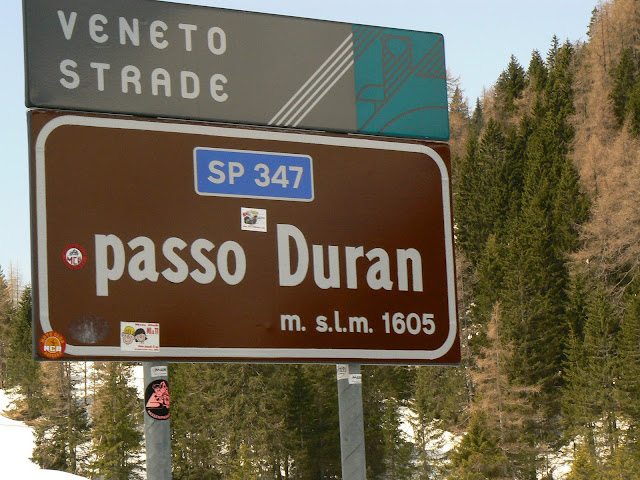 VENETO
STRADE
SP 347
passo Duran
m. s.l.m. 1605